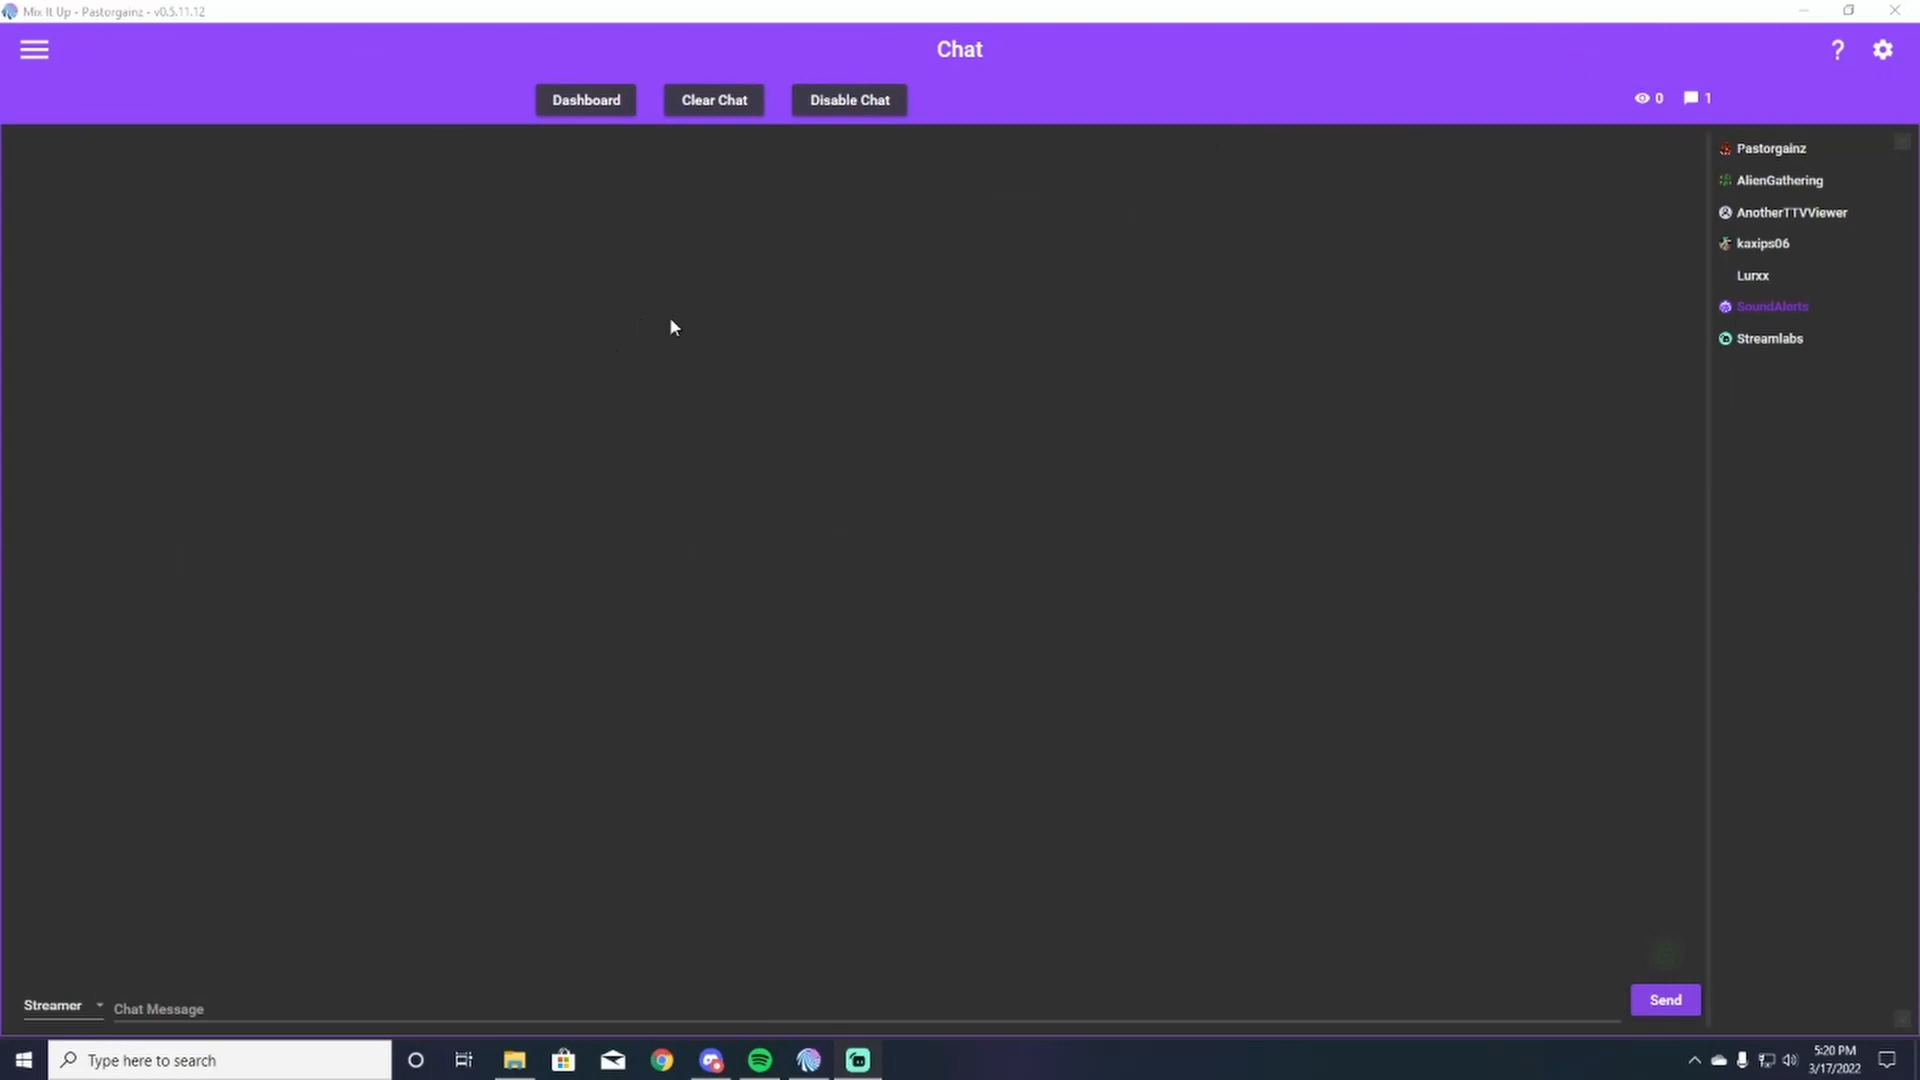 Mix It Up - Pastorgainz - v0.5.11.12
Chat
?
Dashboard
Clear Chat
Disable Chat
0
1
Pastorgainz
AlienGathering
AnotherTTVViewer
kaxips06
Lurxx
SoundAlerts
Streamlabs
Streamer
Chat Message
Send
Type here to search
5:20 PM
3/17/2022